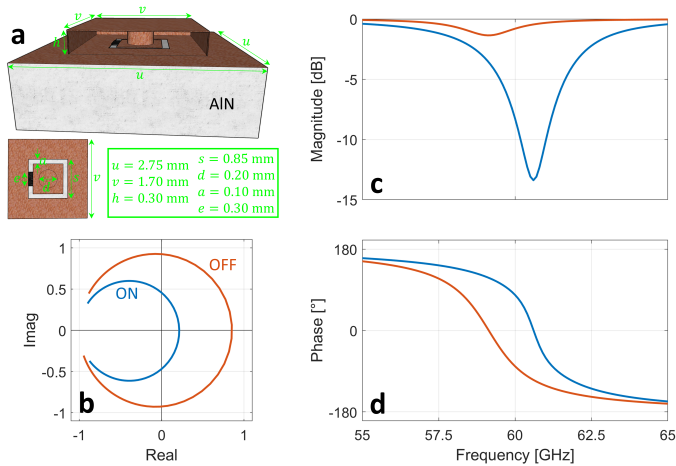 a
v
v
h
u
u
AlN
v
u = 2.75 mm
v = 1.70 mm
h = 0.30 mm
s = 0.85 mm
d = 0.20 mm
a = 0.10 mm
e = 0.30 mm
0
-5
-10
-15
Magnitude [dB]
c
1
0.5
0
-0.5
-1
Imag
OFF
ON
b
-1
0
1
Real
180
0
-180
Phase [°]
d
55
57.5
60
62.5
65
Frequency [GHz]